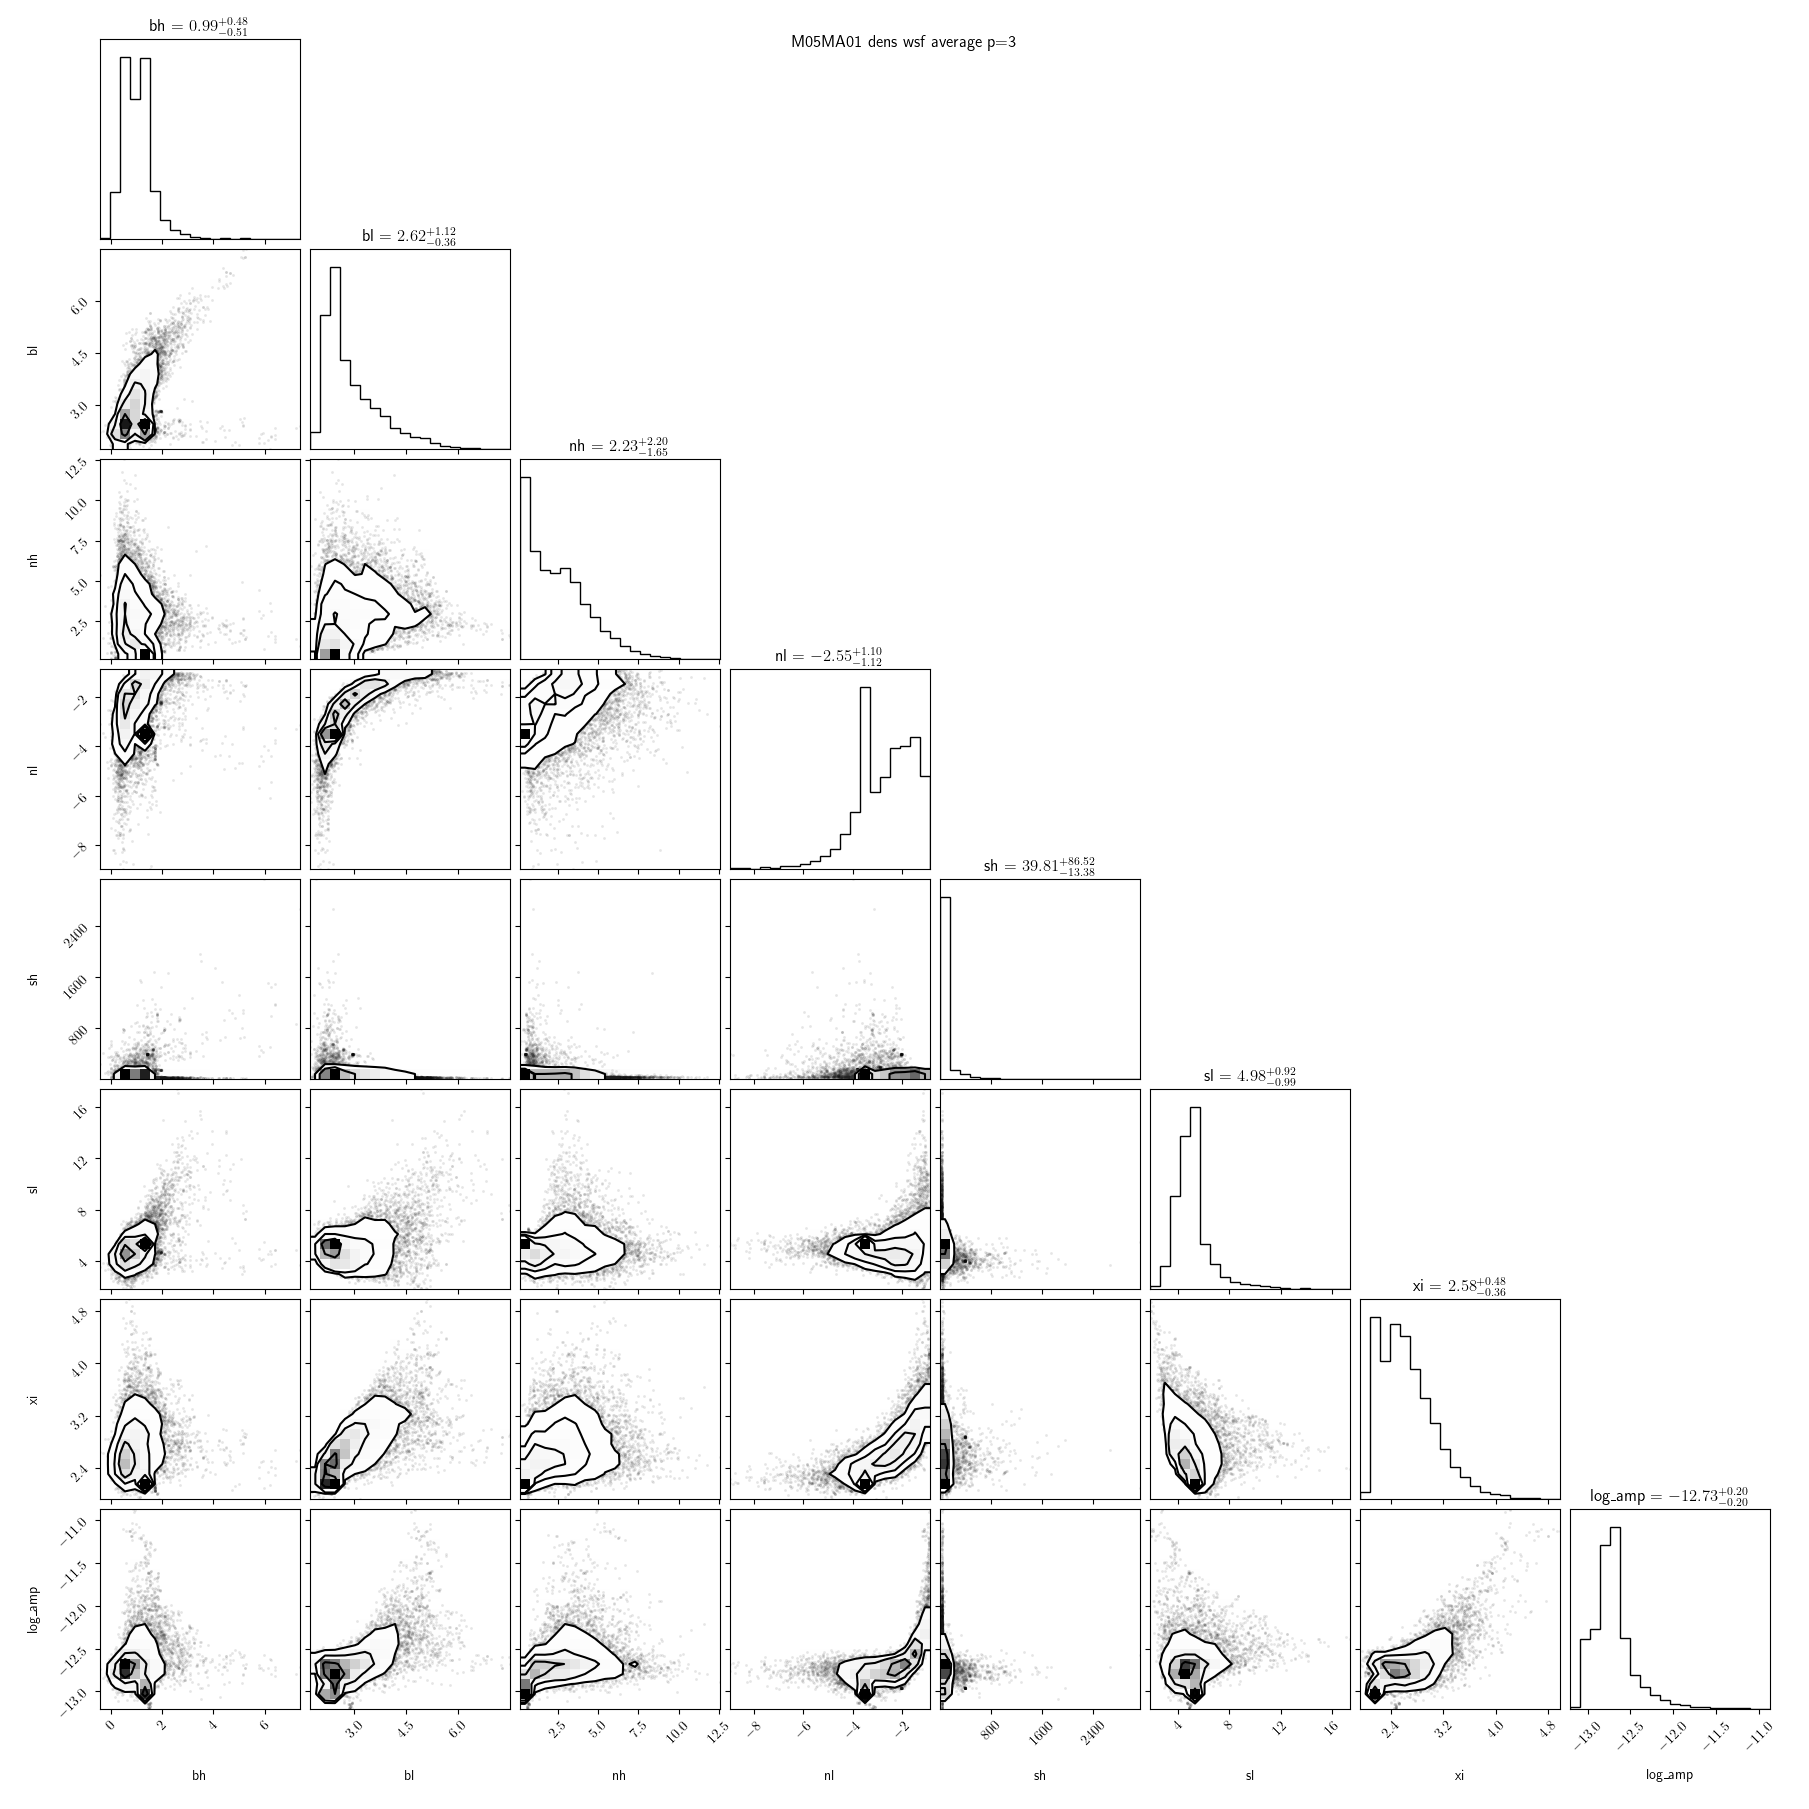 M05MA01 dens wsf average p=3
bh = 0.99^{+0.48}_{-0.51}
bl = 2.62^{+1.12}_{-0.36}
bl
6.0
4.5
3.0
nh = 2.23^{+2.20}_{-1.65}
nh
12.5
10.0
7.5
5.0
2.5
nl = −2.55^{+1.10}_{-1.12}
nl
−2
−4
−6
−8
sh = 39.81^{+86.52}_{-13.38}
sh
2400
1600
800
sl = 4.98^{+0.92}_{-0.99}
sl
16
12
8
4
xi = 2.58^{+0.48}_{-0.36}
xi
4.8
4.0
3.2
2.4
log_amp = −12.73^{+0.20}_{-0.20}
log_amp
−11.0
−11.5
−12.0
−12.5
−13.0
0 2 4 6 3.0 4.5 6.0 2.5 5.0 7.5 10.0 12.5 −8 −6 −4 −2 800 1600 2400 4 8 12 16 2.4 3.2 4.0 4.8 −13.0 −12.5 −12.0 −11.5 −11.0
bh bl nh nl sh sl xi log_amp